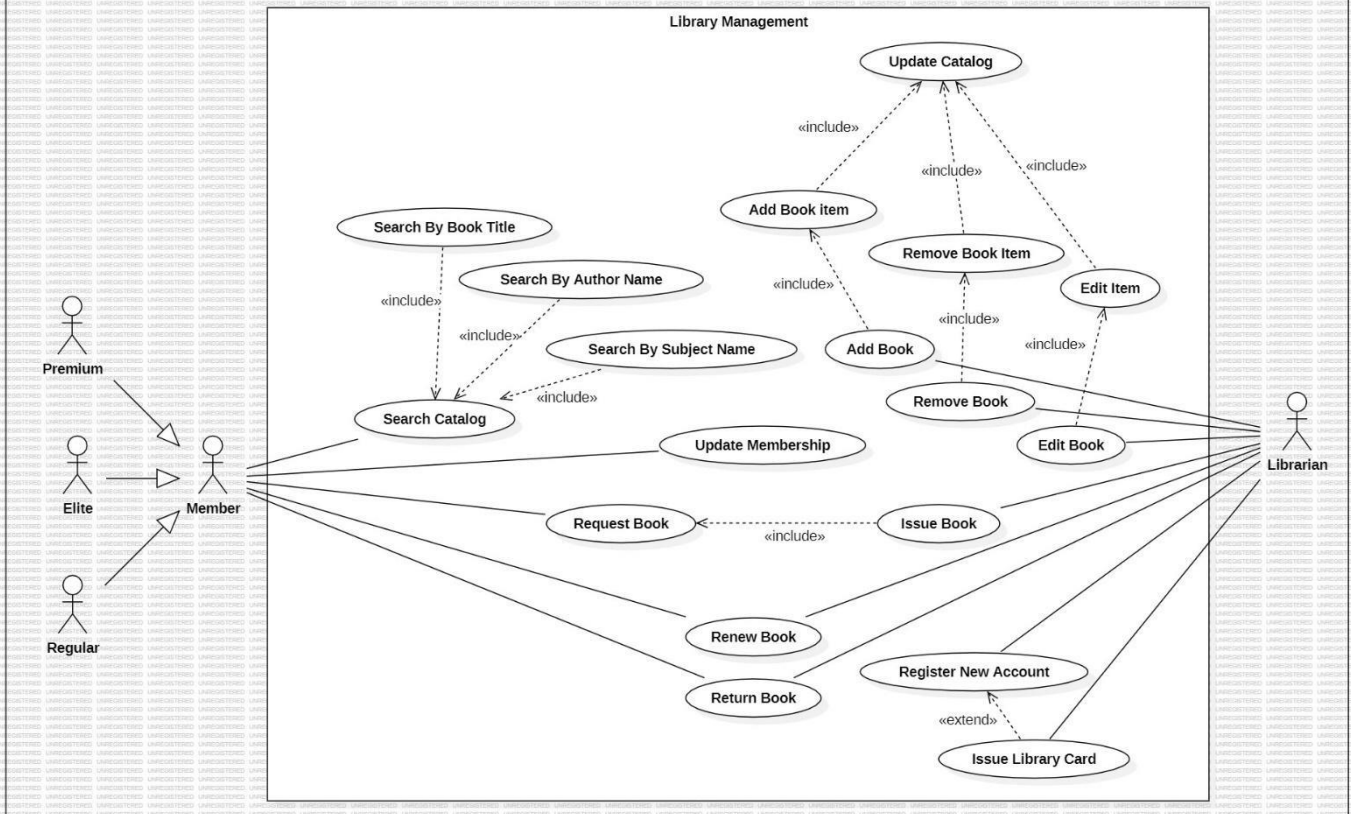 Library Management
Update Catalog
«include»
«include»
«include»
Add Book item
Search By Book Title
Remove Book Item
Search By Author Name
Edit Item
«include»
«include»
«include»
«include»
«include»
Search By Subject Name
Add Book
Premium
«include»
Remove Book
Search Catalog
Update Membership
Edit Book
Librarian
Elite
Member
Request Book
Issue Book
«include»
Renew Book
Regular
Register New Account
Return Book
«extend»
Issue Library Card
UNREGISTERED